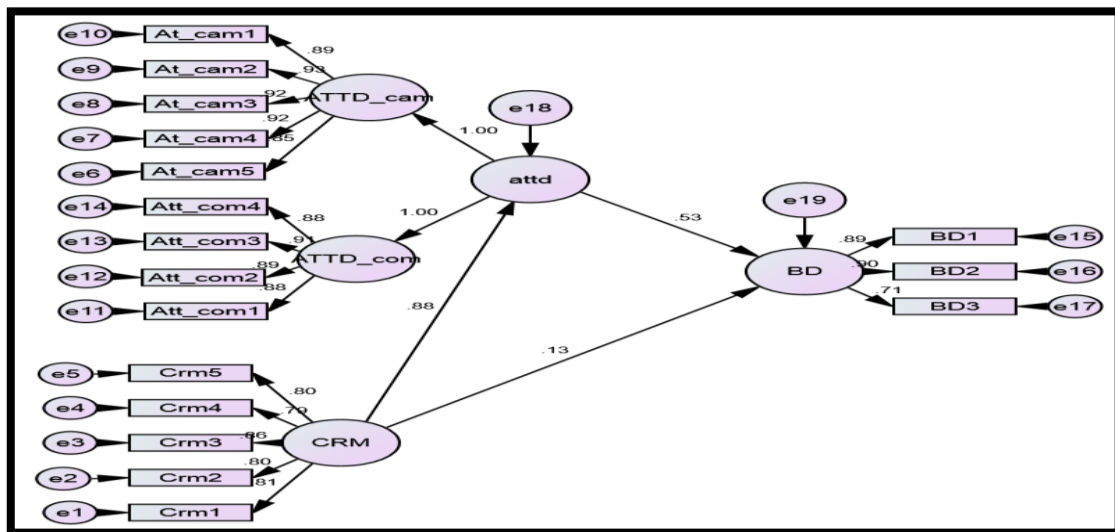 e10 At_cam1
.89
e9 At_cam2
.93
ATTD_cam
e8 At_cam3
.92
e18
e7 At_cam4
.92
1.00
.85
e6 At_cam5
attd
e14 Att_com4
.88
1.00
.53
e19
e13 Att_com3
.91
ATTD_com
.89
BD1 e15
e12 Att_com2
.89
BD
.90
BD2 e16
e11 Att_com1
.88
.71
BD3 e17
.88
.13
e5 Crm5
.80
e4 Crm4
.79
e3 Crm3
.86
CRM
e2 Crm2
.80
.81
e1 Crm1